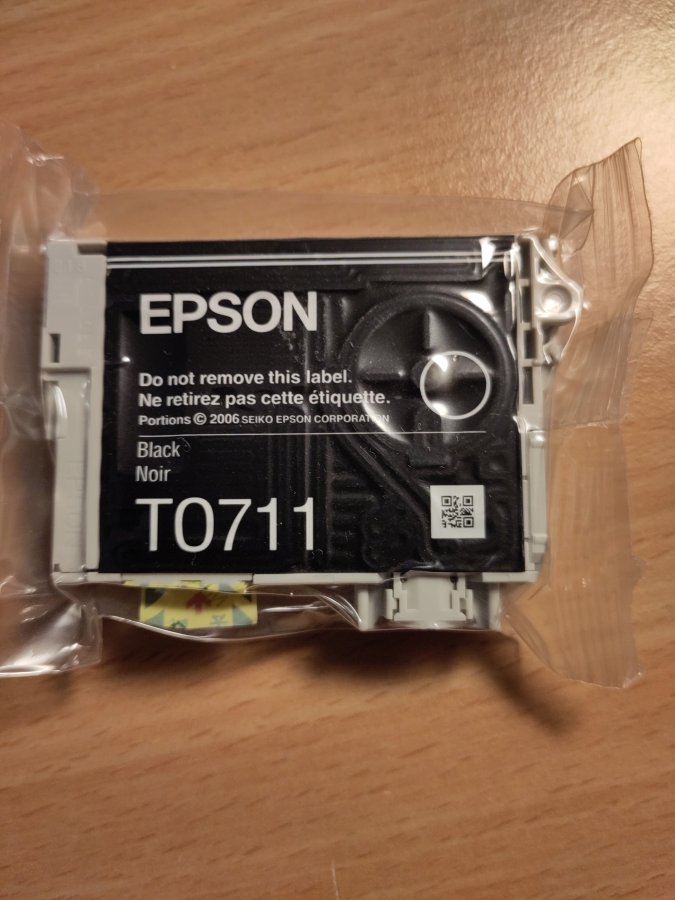 EPSON
Do not remove this label.
Ne retirez pas cette étiquette.
Portions © 2006 SEIKO EPSON CORPORATION
Black
Noir
T0711